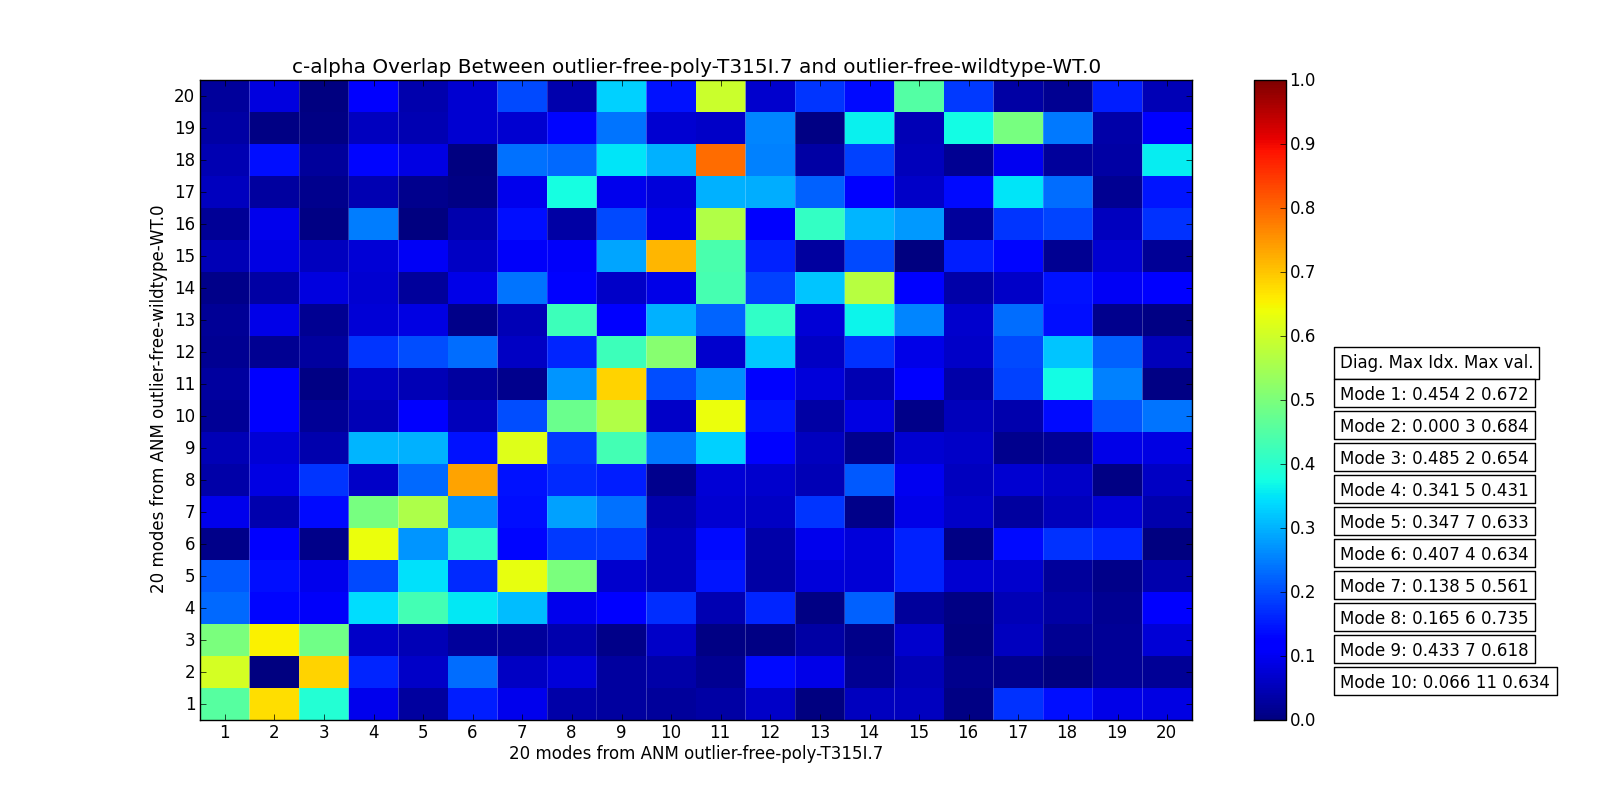 c-alpha Overlap Between outlier-free-poly-T315I.7 and outlier-free-wildtype-WT.0
20 modes from ANM outlier-free-wildtype-WT.0
20
19
18
17
16
15
14
13
12
11
10
9
8
7
6
5
4
3
2
1
1 2 3 4 5 6 7 8 9 10 11 12 13 14 15 16 17 18 19 20
20 modes from ANM outlier-free-poly-T315I.7
1.0
0.9
0.8
0.7
0.6
0.5
0.4
0.3
0.2
0.1
0.0
Diag. Max Idx. Max val.
Mode 1: 0.454 2 0.672
Mode 2: 0.000 3 0.684
Mode 3: 0.485 2 0.654
Mode 4: 0.341 5 0.431
Mode 5: 0.347 7 0.633
Mode 6: 0.407 4 0.634
Mode 7: 0.138 5 0.561
Mode 8: 0.165 6 0.735
Mode 9: 0.433 7 0.618
Mode 10: 0.066 11 0.634